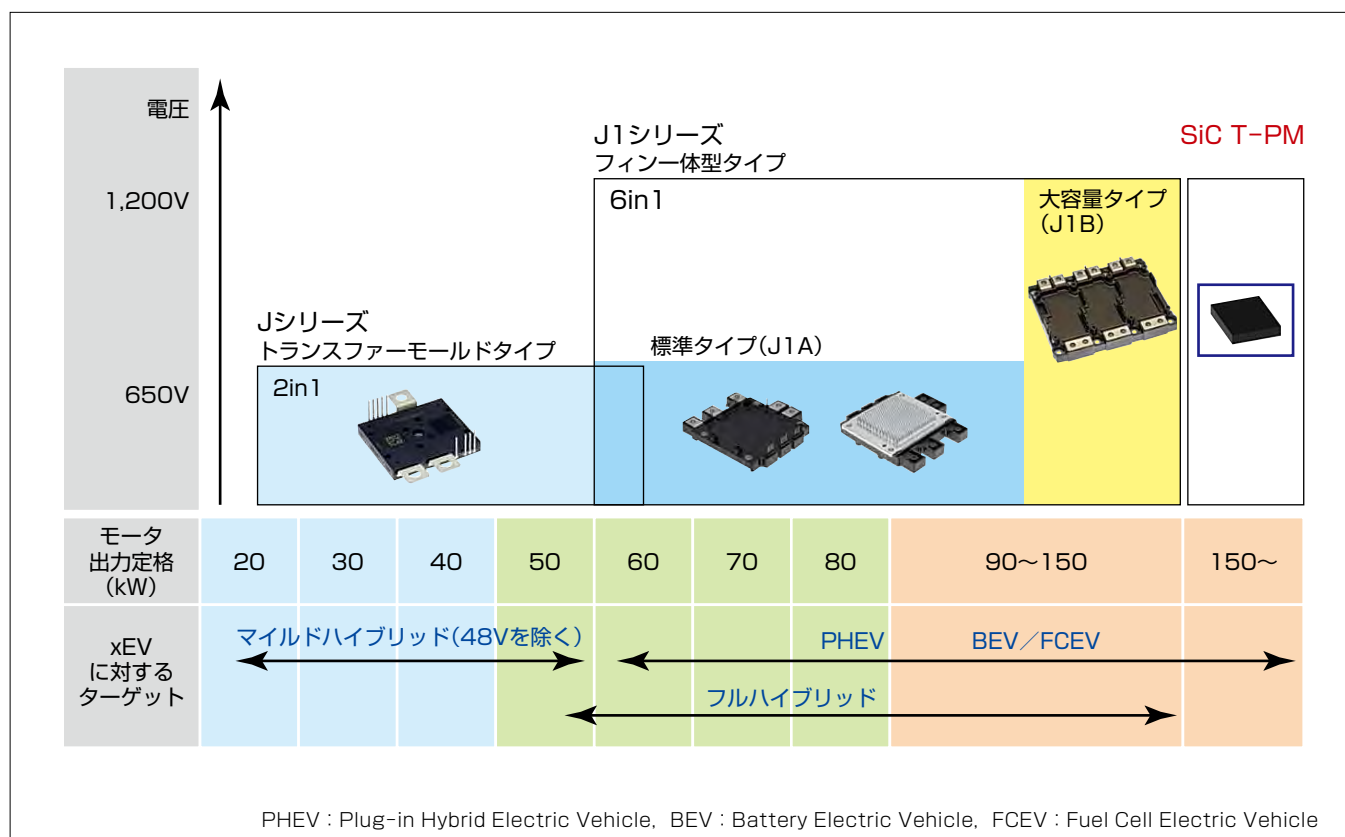 電圧
1,200V
650V
J1シリーズ
フィン一体型タイプ
6in1
大容量タイプ
(J1B)
SiC T-PM
Jシリーズ
トランスファーモールドタイプ
2in1
標準タイプ(J1A)
モータ
出力定格
(kW)
20
30
40
50
60
70
80
90〜150
150〜
xEV
に対する
ターゲット
マイルドハイブリッド(48Vを除く)
PHEV
BEV/FCEV
フルハイブリッド
PHEV:Plug-in Hybrid Electric Vehicle, BEV:Battery Electric Vehicle, FCEV:Fuel Cell Electric Vehicle